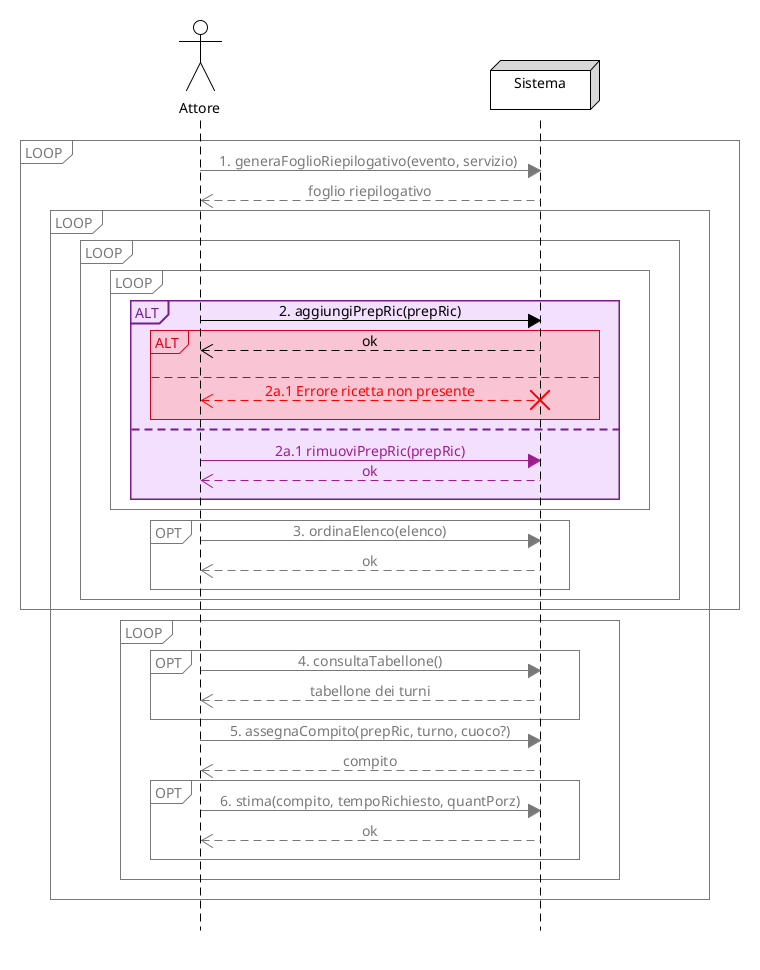 Attore
Sistema
LOOP
1. generaFoglioRiepilogativo(evento, servizio)
foglio riepilogativo
LOOP
LOOP
LOOP
ALT
2. aggiungiPrepRic(prepRic)
ALT
ok
2a.1 Errore ricetta non presente
2a.1 rimuoviPrepRic(prepRic)
ok
OPT
3. ordinaElenco(elenco)
ok
LOOP
OPT
4. consultaTabellone()
tabellone dei turni
5. assegnaCompito(prepRic, turno, cuoco?)
compito
OPT
6. stima(compito, tempoRichiesto, quantPorz)
ok